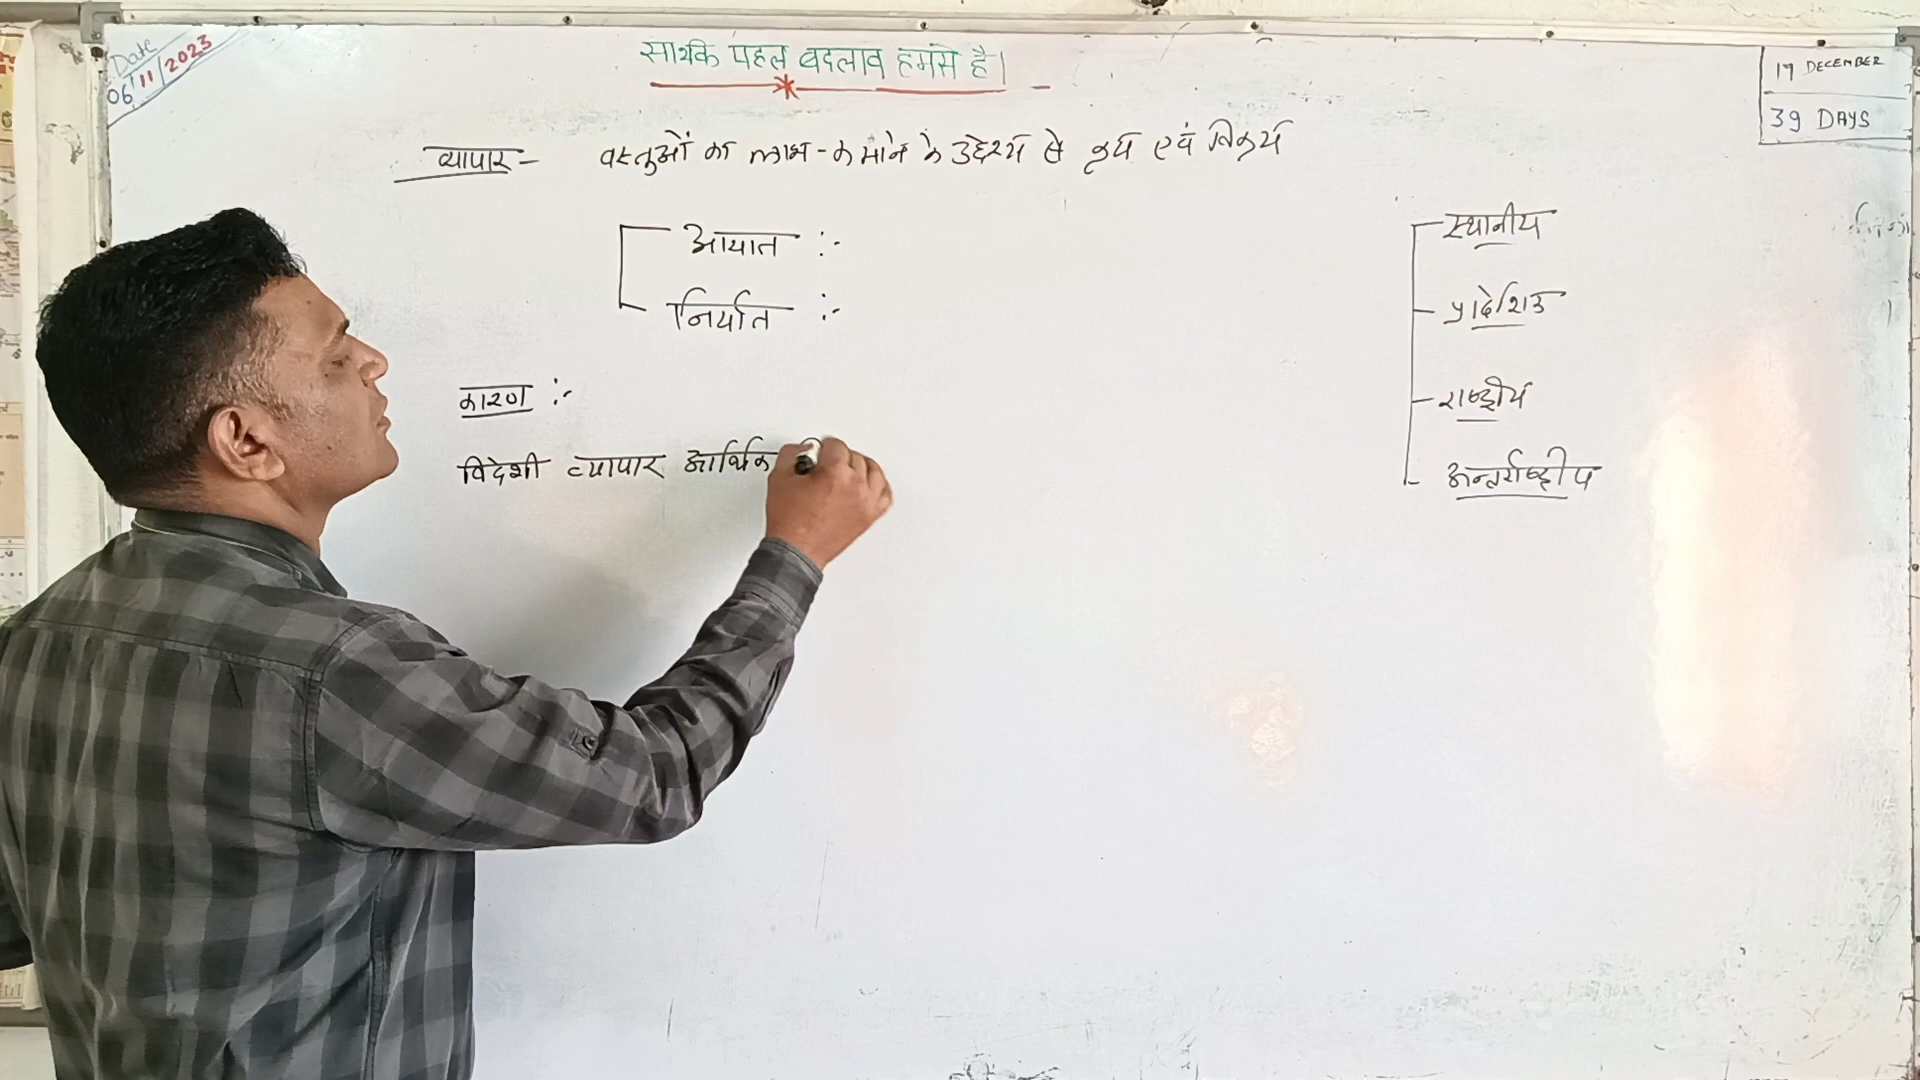 Date
06/11/2023
सार्थक पहल बदलाव हमसे है।
17 DECEMBER
39 DAYS
व्यापार - वस्तुओं का लाभ - कमाने के उद्देश्य से क्रय एवं विक्रय
आयात :-
निर्यात :-
स्थानीय
प्रादेशिक
राष्ट्रीय
अन्तर्राष्ट्रीय
कारण :-
विदेशी व्यापार आर्थिक